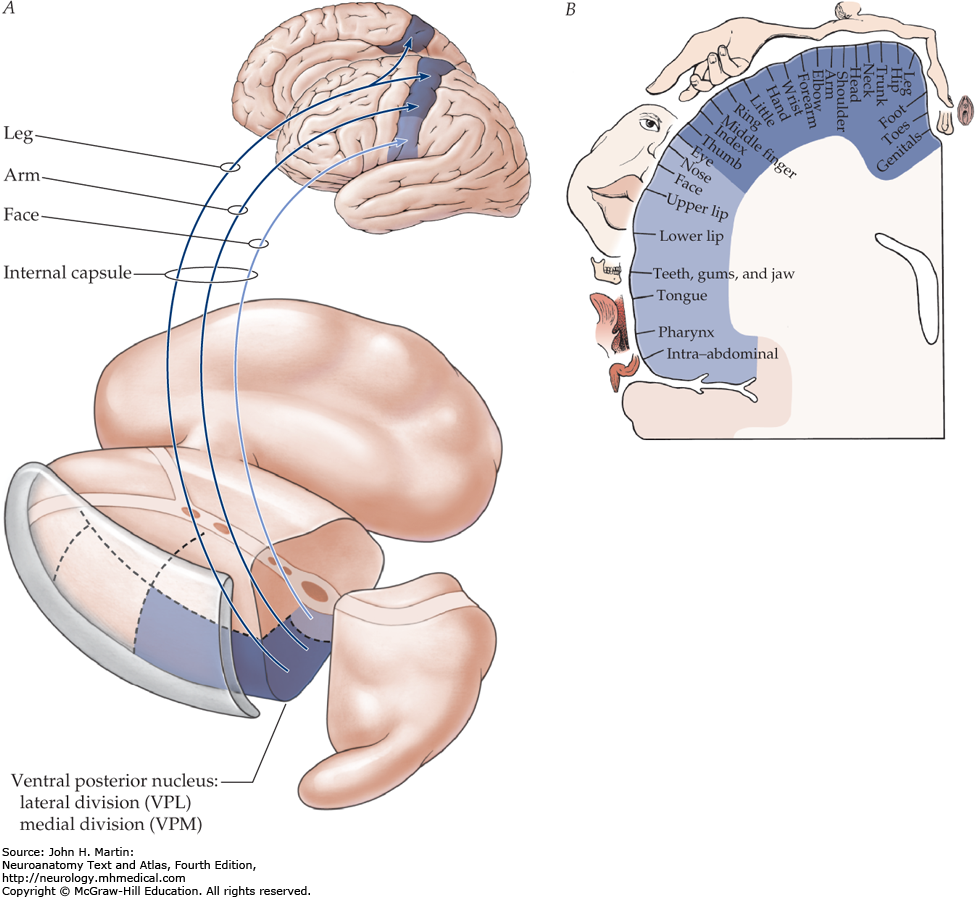 A
Leg
Arm
Face
Internal capsule
Ventral posterior nucleus:
lateral division (VPL)
medial division (VPM)
B
Leg
Hip
Trunk
Neck
Head
Shoulder
Arm
Elbow
Forearm
Wrist
Hand
Little
Ring
Middle finger
Index
Thumb
Eye
Nose
Face
Upper lip
Lower lip
Teeth, gums, and jaw
Tongue
Pharynx
Intra–abdominal
Foot
Toes
Genitals
Source: John H. Martin:
Neuroanatomy Text and Atlas, Fourth Edition,
http://neurology.mhmedical.com
Copyright © McGraw-Hill Education. All rights reserved.